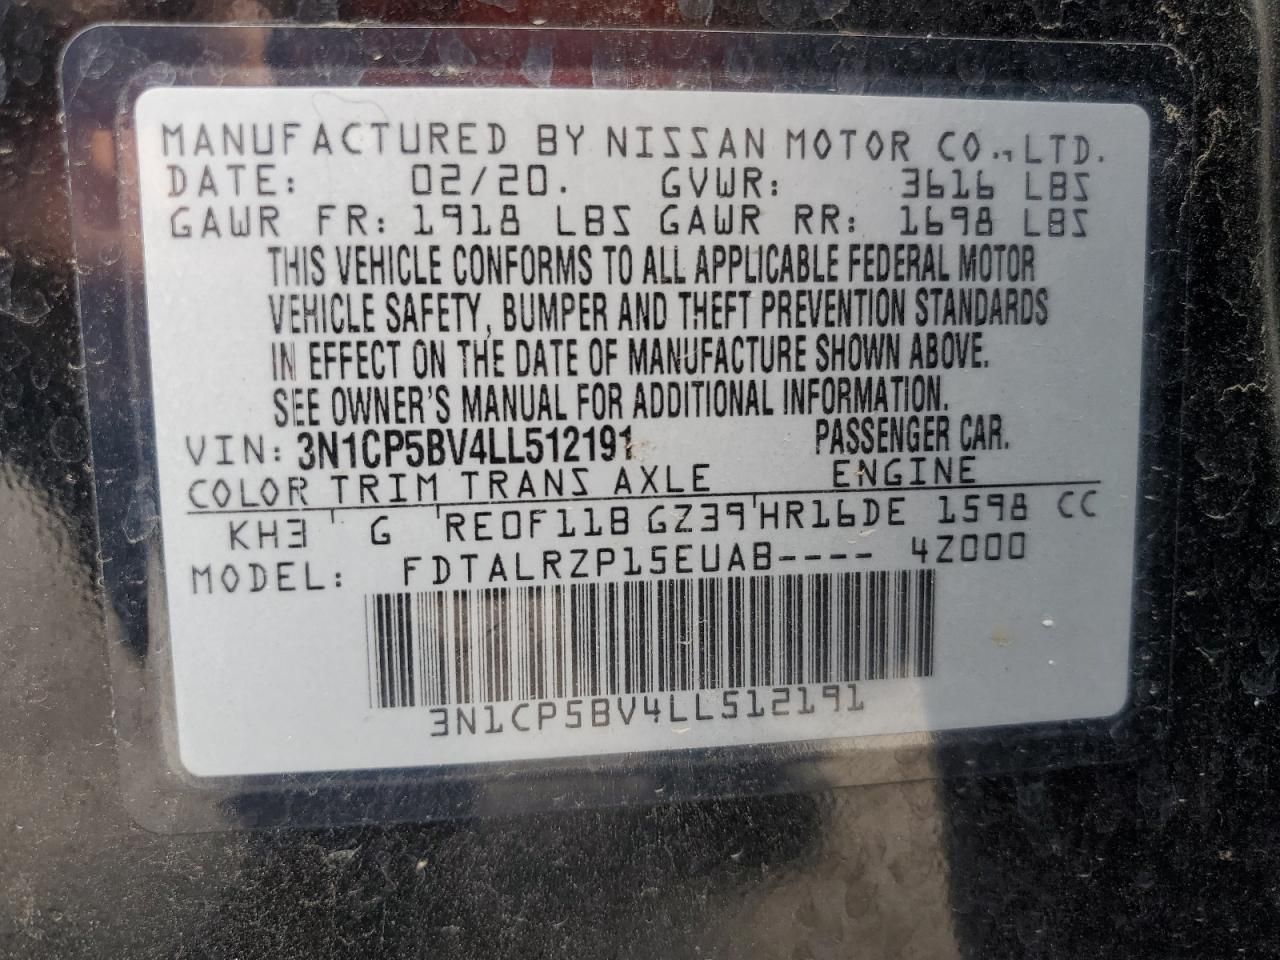 MANUFACTURED BY NISSAN MOTOR CO.,LTD.
DATE: 02/20. GVWR: 3616 LBS
GAWR FR: 1918 LBS GAWR RR: 1698 LBS
THIS VEHICLE CONFORMS TO ALL APPLICABLE FEDERAL MOTOR
VEHICLE SAFETY, BUMPER AND THEFT PREVENTION STANDARDS
IN EFFECT ON THE DATE OF MANUFACTURE SHOWN ABOVE.
SEE OWNER'S MANUAL FOR ADDITIONAL INFORMATION.
VIN: 3N1CP5BV4LL512191 PASSENGER CAR.
COLOR TRIM TRANS AXLE ENGINE
KH3 G RE0F11B GZ39 HR16DE 1598 CC
MODEL: FDTALRZP15EUAB---- 4Z000
3N1CP5BV4LL512191